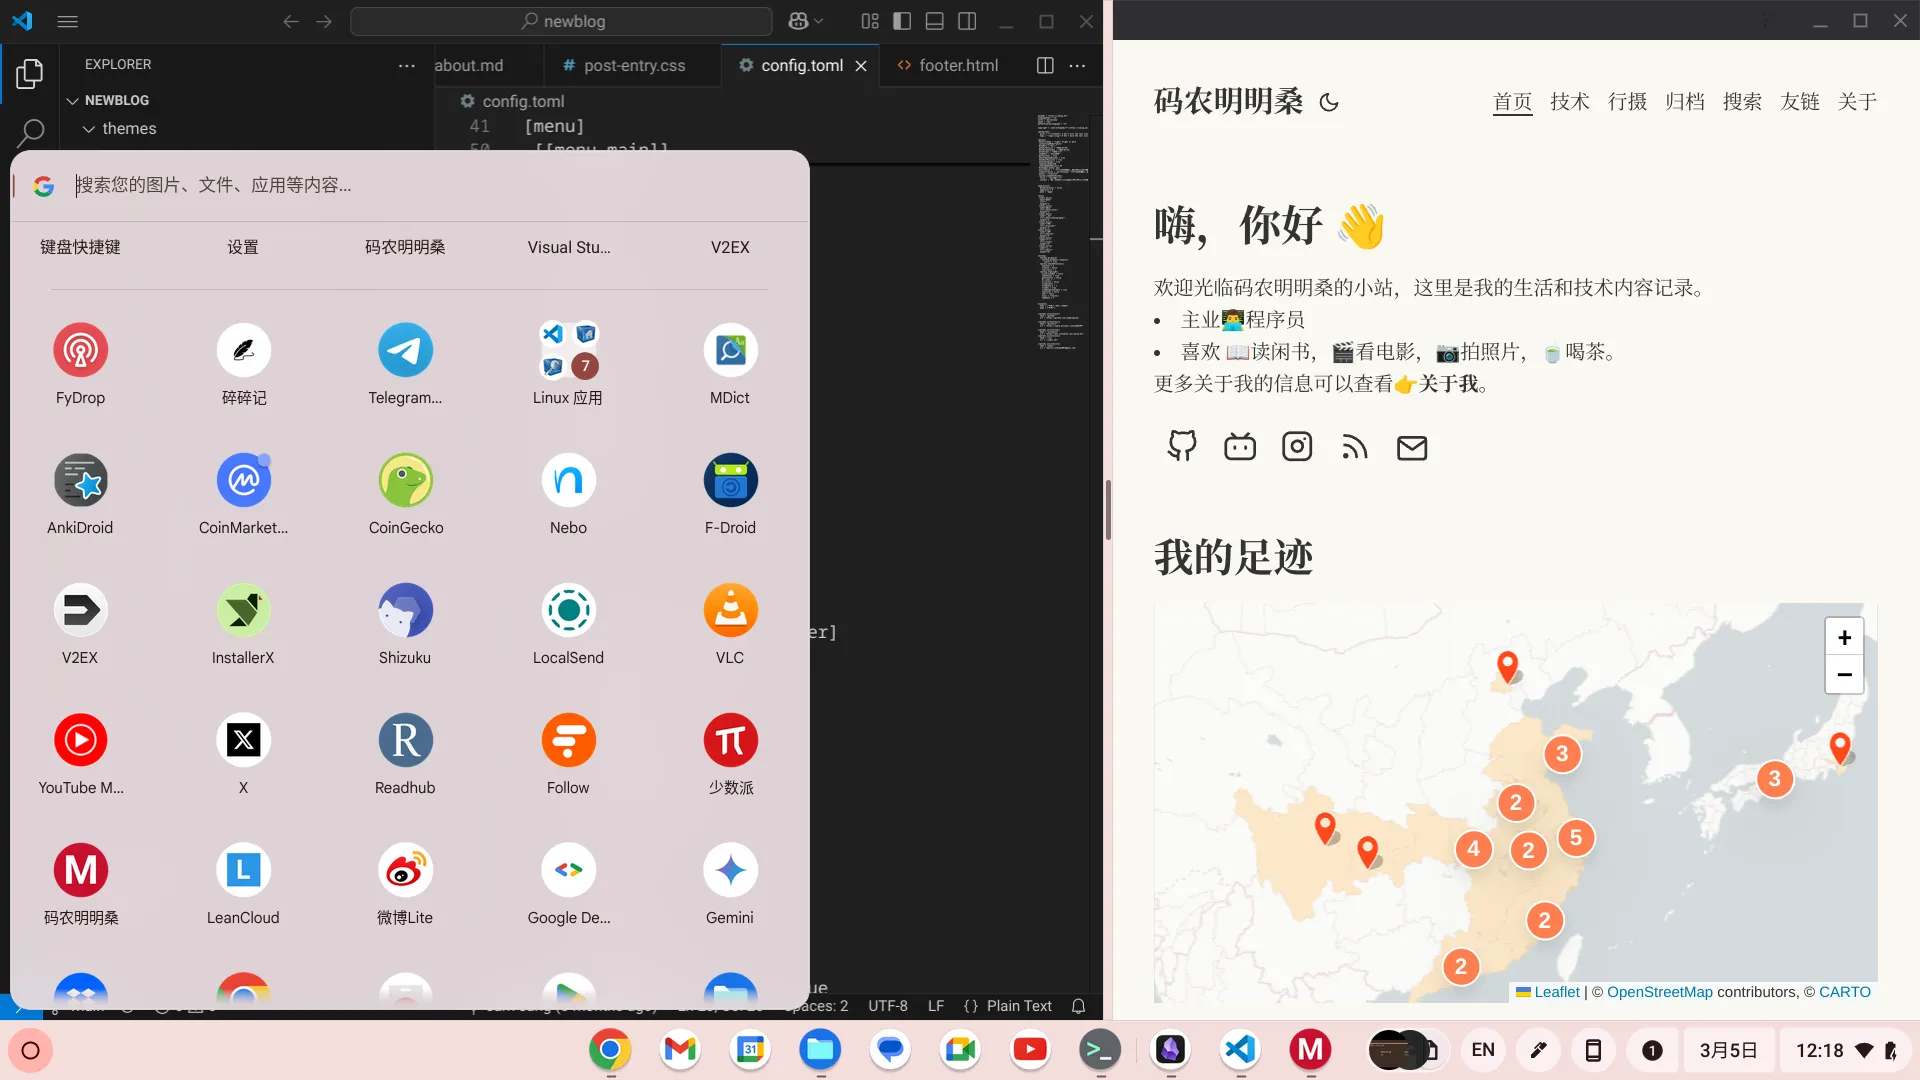 newblog
EXPLORER
about.md
# post-entry.css
config.toml
footer.html
NEWBLOG
themes
config.toml
41 [menu]
50 [[menu.main]]
搜索您的图片、文件、应用等内容...
键盘快捷键
设置
码农明明桑
Visual Stu...
V2EX
FyDrop
碎碎记
Telegram...
7
Linux 应用
MDict
AnkiDroid
CoinMarket...
CoinGecko
Nebo
F-Droid
V2EX
InstallerX
Shizuku
LocalSend
VLC
er]
YouTube M...
X
Readhub
Follow
少数派
码农明明桑
LeanCloud
微博Lite
Google De...
Gemini
ue
Spaces: 2
UTF-8
LF
{} Plain Text
码农明明桑
首页 技术 行摄 归档 搜索 友链 关于
嗨，你好 👋
欢迎光临码农明明桑的小站，这里是我的生活和技术内容记录。
• 主业👨‍💻程序员
• 喜欢 📖读闲书，🎬看电影，📷拍照片，🍵喝茶。
更多关于我的信息可以查看👉关于我。
我的足迹
+
−
3
3
2
5
4
2
2
2
Leaflet | © OpenStreetMap contributors, © CARTO
31
EN
1
3月5日
12:18